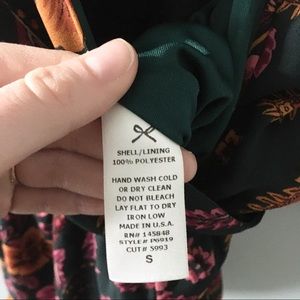 SHELL/LINING
100% POLYESTER
HAND WASH COLD
OR DRY CLEAN
DO NOT BLEACH
LAY FLAT TO DRY
IRON LOW
MADE IN U.S.A.
RN# 145848
STYLE# P6919
CUT# 5993
S